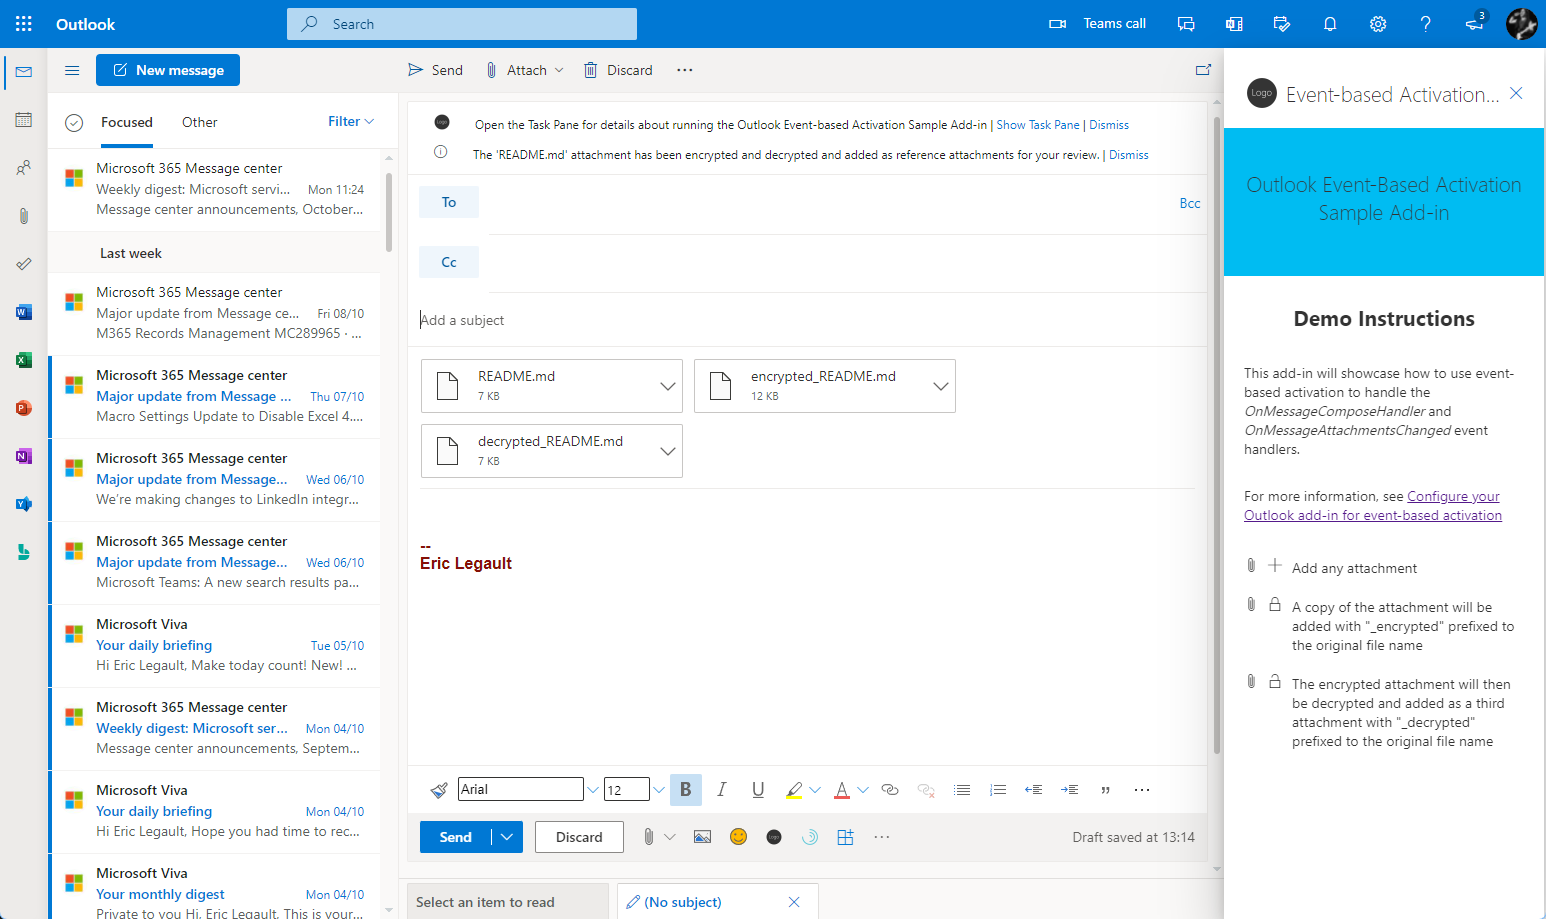 Outlook
Search
Teams call
3
New message
Send
Attach
Discard
Focused
Other
Filter
Microsoft 365 Message center
Weekly digest: Microsoft servi...
Mon 11:24
Message center announcements, October...
Last week
Microsoft 365 Message center
Major update from Message ce...
Fri 08/10
M365 Records Management MC289965 · ...
Microsoft 365 Message center
Major update from Message ...
Thu 07/10
Macro Settings Update to Disable Excel 4....
Microsoft 365 Message center
Major update from Message...
Wed 06/10
We're making changes to LinkedIn integr...
Microsoft 365 Message center
Major update from Message...
Wed 06/10
Microsoft Teams: A new search results pa...
Microsoft Viva
Your daily briefing
Tue 05/10
Hi Eric Legault, Make today count! New! ...
Microsoft 365 Message center
Weekly digest: Microsoft ser...
Mon 04/10
Message center announcements, Septem...
Microsoft Viva
Your daily briefing
Mon 04/10
Hi Eric Legault, Hope you had time to rec...
Microsoft Viva
Your monthly digest
Mon 04/10
Private to you Hi, Eric Legault, This is your...
Logo
Open the Task Pane for details about running the Outlook Event-based Activation Sample Add-in | Show Task Pane | Dismiss
The 'README.md' attachment has been encrypted and decrypted and added as reference attachments for your review. | Dismiss
To
Bcc
Cc
Add a subject
README.md
7 KB
encrypted_README.md
12 KB
decrypted_README.md
7 KB
--
Eric Legault
Arial
12
B
I
U
A
Send
Discard
Logo
Draft saved at 13:14
Select an item to read
(No subject)
Logo
Event-based Activation...
Outlook Event-Based Activation
Sample Add-in
Demo Instructions
This add-in will showcase how to use event-
based activation to handle the
OnMessageComposeHandler and
OnMessageAttachmentsChanged event
handlers.
For more information, see Configure your
Outlook add-in for event-based activation
Add any attachment
A copy of the attachment will be
added with "_encrypted" prefixed to
the original file name
The encrypted attachment will then
be decrypted and added as a third
attachment with "_decrypted"
prefixed to the original file name